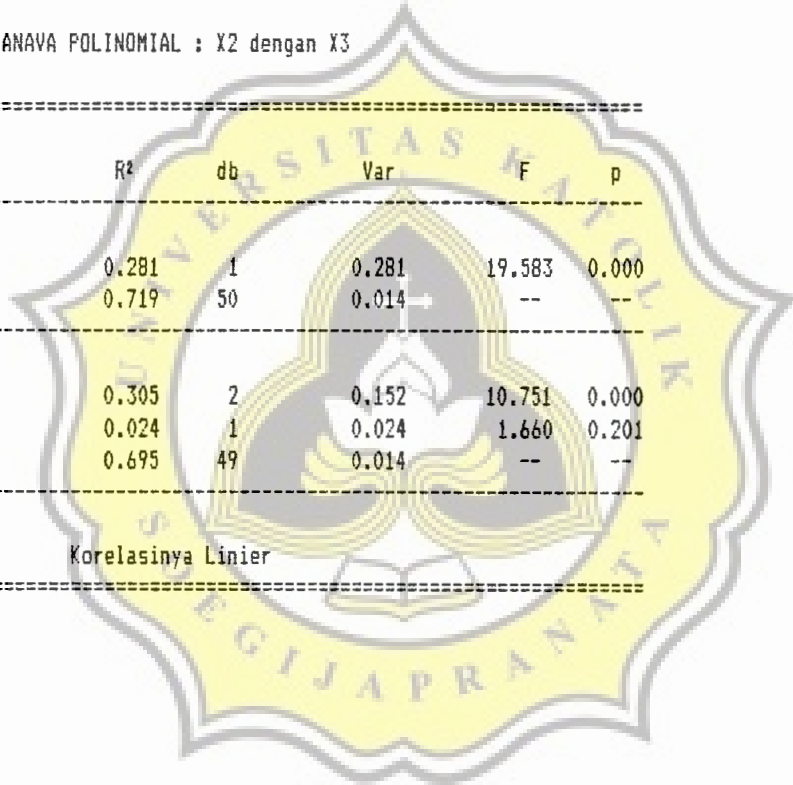 ANAVA POLINOMIAL : X2 dengan X3
R² db Var F p
0.281 1 0.281 19.583 0.000
0.719 50 0.014 -- --
0.305 2 0.152 10.751 0.000
0.024 1 0.024 1.660 0.201
0.695 49 0.014 -- --
Korelasinya Linier
UNIVERSITAS KATOLIK
SOEGIJAPRANATA